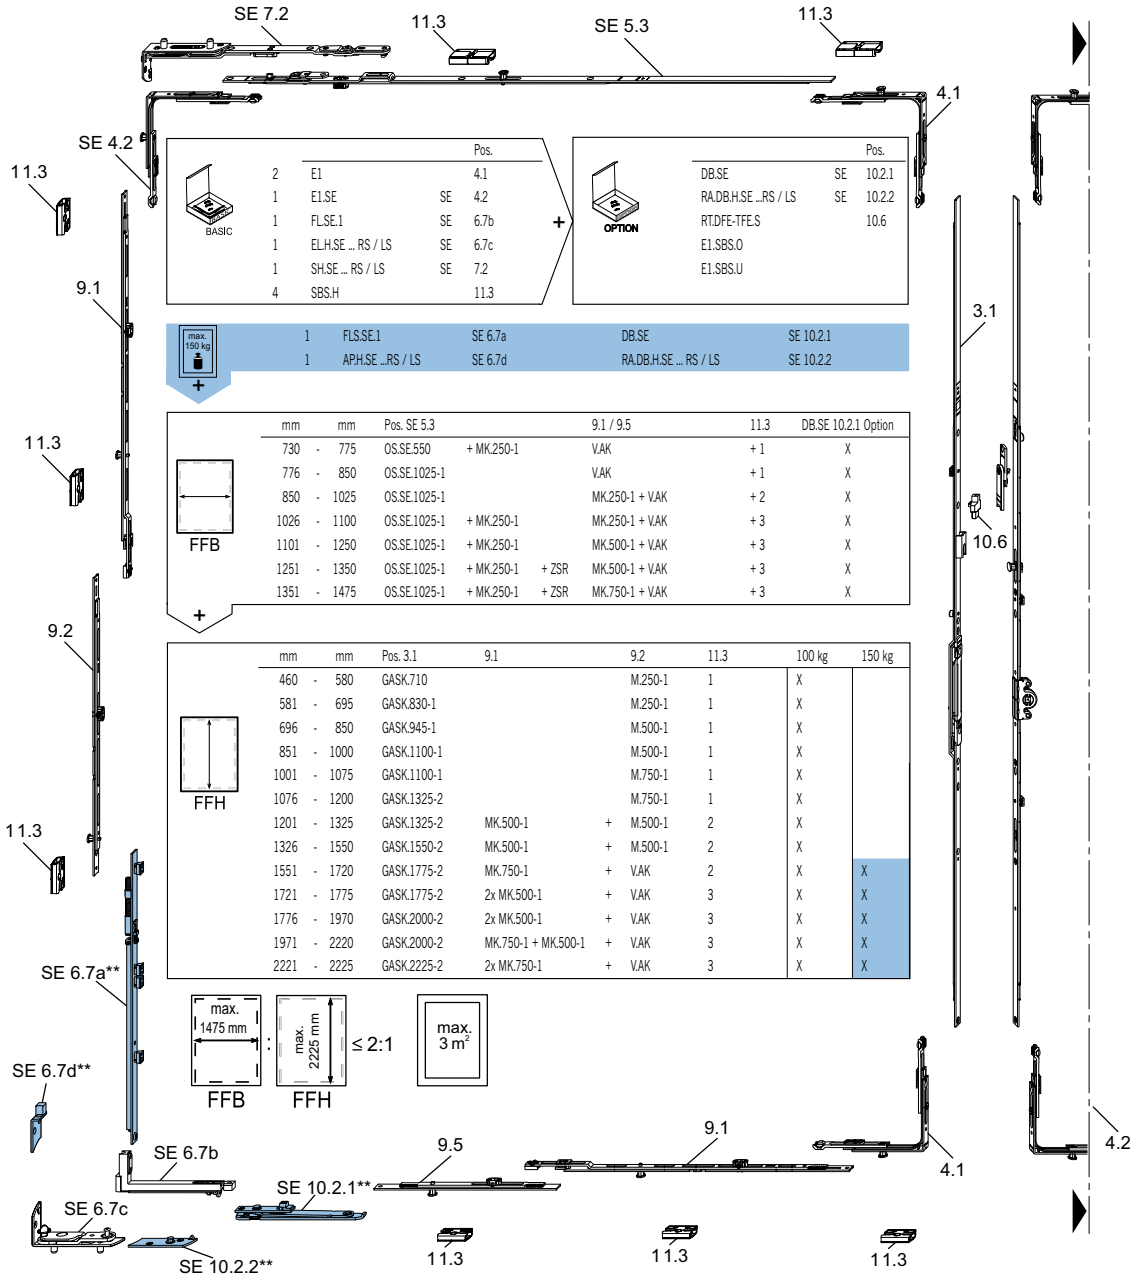 SE 7.2
11.3
SE 5.3
11.3
4.1
SE 4.2
11.3
Pos.
2 E1 4.1
1 E1.SE SE 4.2
1 FL.SE.1 SE 6.7b
1 EL.H.SE ... RS / LS SE 6.7c
1 SH.SE ... RS / LS SE 7.2
4 SBS.H 11.3
BASIC
+
Pos.
DB.SE SE 10.2.1
RA.DB.H.SE ...RS / LS SE 10.2.2
RT.DFE-TFE.S 10.6
E1.SBS.O
E1.SBS.U
OPTION
9.1
3.1
max.
150 kg
+
1 FLS.SE.1 SE 6.7a DB.SE SE 10.2.1
1 AP.H.SE ...RS / LS SE 6.7d RA.DB.H.SE ... RS / LS SE 10.2.2
mm mm Pos. SE 5.3 9.1 / 9.5 11.3 DB.SE 10.2.1 Option
730 - 775 OS.SE.550 + MK.250-1 V.AK + 1 X
776 - 850 OS.SE.1025-1 V.AK + 1 X
850 - 1025 OS.SE.1025-1 MK.250-1 + V.AK + 2 X
1026 - 1100 OS.SE.1025-1 + MK.250-1 MK.250-1 + V.AK + 3 X
1101 - 1250 OS.SE.1025-1 + MK.250-1 MK.500-1 + V.AK + 3 X
1251 - 1350 OS.SE.1025-1 + MK.250-1 + ZSR MK.500-1 + V.AK + 3 X
1351 - 1475 OS.SE.1025-1 + MK.250-1 + ZSR MK.750-1 + V.AK + 3 X
FFB
+
11.3
10.6
9.2
mm mm Pos. 3.1 9.1 9.2 11.3 100 kg 150 kg
460 - 580 GASK.710 M.250-1 1 X
581 - 695 GASK.830-1 M.250-1 1 X
696 - 850 GASK.945-1 M.500-1 1 X
851 - 1000 GASK.1100-1 M.500-1 1 X
1001 - 1075 GASK.1100-1 M.750-1 1 X
1076 - 1200 GASK.1325-2 M.750-1 1 X
1201 - 1325 GASK.1325-2 MK.500-1 + M.500-1 2 X
1326 - 1550 GASK.1550-2 MK.500-1 + M.500-1 2 X
1551 - 1720 GASK.1775-2 MK.750-1 + V.AK 2 X X
1721 - 1775 GASK.1775-2 2x MK.500-1 + V.AK 3 X X
1776 - 1970 GASK.2000-2 2x MK.500-1 + V.AK 3 X X
1971 - 2220 GASK.2000-2 MK.750-1 + MK.500-1 + V.AK 3 X X
2221 - 2225 GASK.2225-2 2x MK.750-1 + V.AK 3 X X
FFH
11.3
SE 6.7a**
max.
1475 mm
FFB
:
max.
2225 mm
FFH
≤ 2:1
max.
3 m²
SE 6.7d**
SE 6.7b
9.5
9.1
4.1
4.2
SE 10.2.1**
SE 6.7c
SE 10.2.2**
11.3
11.3
11.3